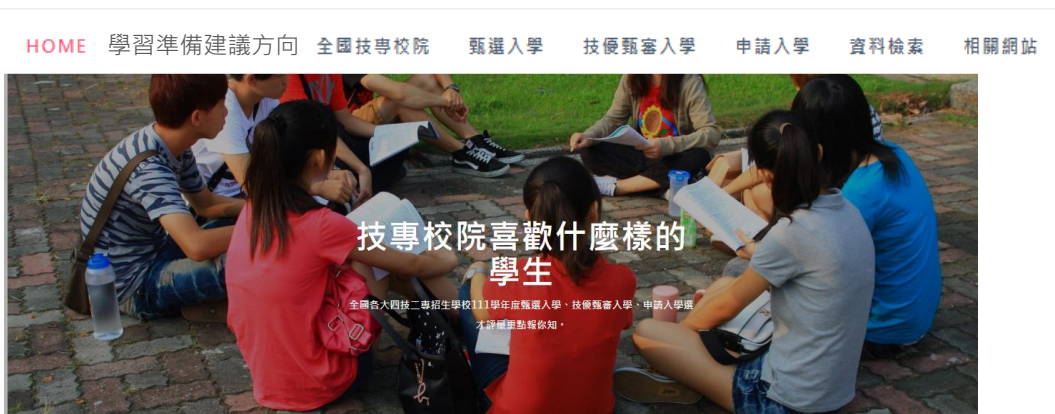 HOME 學習準備建議方向 全國技專校院 甄選入學 技優甄審入學 申請入學 資料檢索 相關網站
技專校院喜歡什麼樣的
學生
全國各大四技二專招生學校111學年度甄選入學、技優甄審入學、申請入學選
才評量重點報你知。